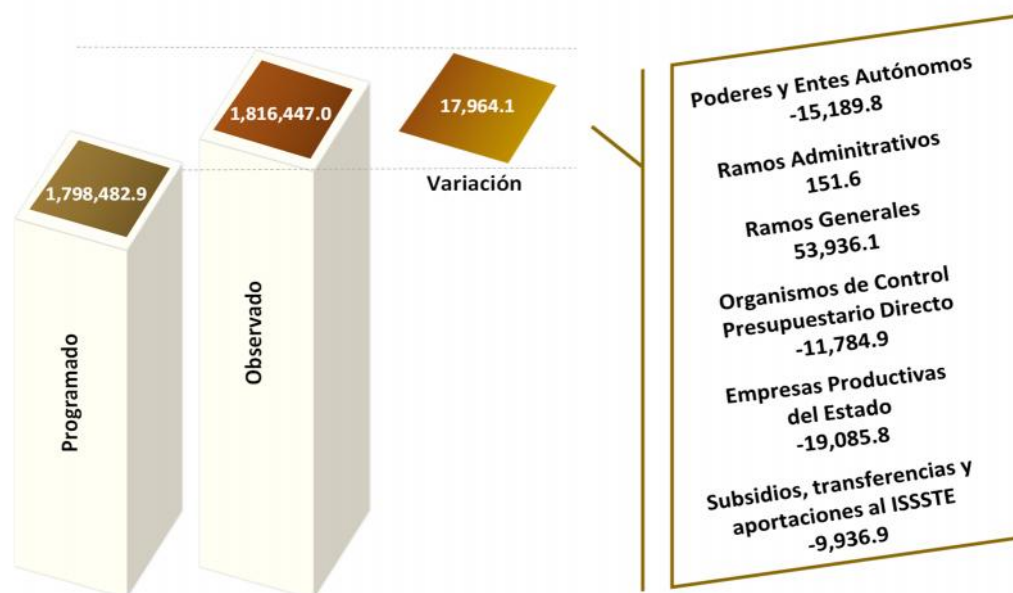 1,798,482.9
Programado
1,816,447.0
Observado
17,964.1
Variación
Poderes y Entes Autónomos
-15,189.8
Ramos Adminitrativos
151.6
Ramos Generales
53,936.1
Organismos de Control
Presupuestario Directo
-11,784.9
Empresas Productivas
del Estado
-19,085.8
Subsidios, transferencias y
aportaciones al ISSSTE
-9,936.9